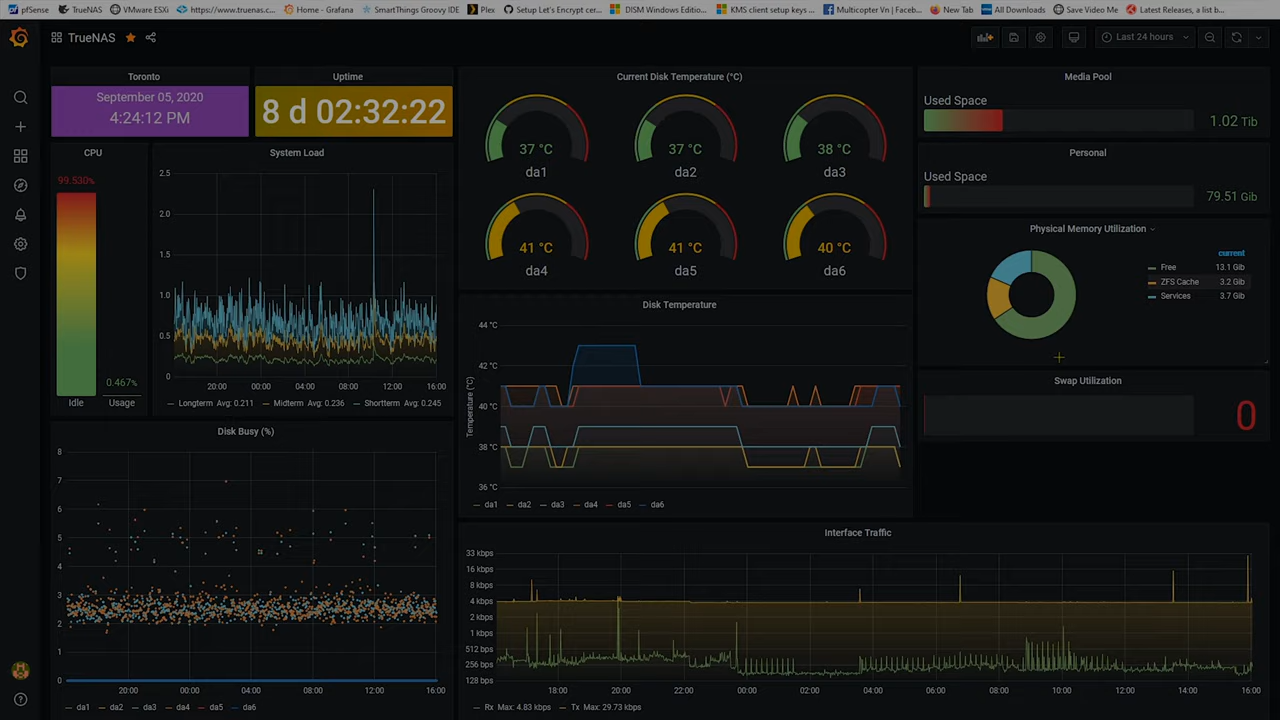 pfSense TrueNAS VMware ESXi https://www.truenas.c... Home - Grafana SmartThings Groovy IDE Plex Setup Let's Encrypt cer... DISM Windows Edition... KMS client setup keys ... Multicopter Vn | Faceb... New Tab All Downloads Save Video Me Latest Releases, a list b...
TrueNAS
Last 24 hours
Toronto
September 05, 2020
4:24:12 PM
Uptime
8 d 02:32:22
CPU
99.530%
Idle
0.467%
Usage
System Load
2.5
2.0
1.5
1.0
0.5
0
20:00 00:00 04:00 08:00 12:00 16:00
Longterm Avg: 0.211 Midterm Avg: 0.236 Shortterm Avg: 0.245
Disk Busy (%)
8
7
6
5
4
3
2
1
0
20:00 00:00 04:00 08:00 12:00 16:00
da1 da2 da3 da4 da5 da6
Current Disk Temperature (°C)
37 °C 37 °C 38 °C
da1 da2 da3
41 °C 41 °C 40 °C
da4 da5 da6
Disk Temperature
Temperature (°C)
44 °C
42 °C
40 °C
38 °C
36 °C
da1 da2 da3 da4 da5 da6
Media Pool
Used Space
1.02 Tib
Personal
Used Space
79.51 Gib
Physical Memory Utilization
current
Free 13.1 Gib
ZFS Cache 3.2 Gib
Services 3.7 Gib
Swap Utilization
0
Interface Traffic
33 kbps
16 kbps
8 kbps
4 kbps
2 kbps
1 kbps
512 bps
256 bps
128 bps
18:00 20:00 22:00 00:00 02:00 04:00 06:00 08:00 10:00 12:00 14:00 16:00
Rx Max: 4.83 kbps Tx Max: 29.73 kbps